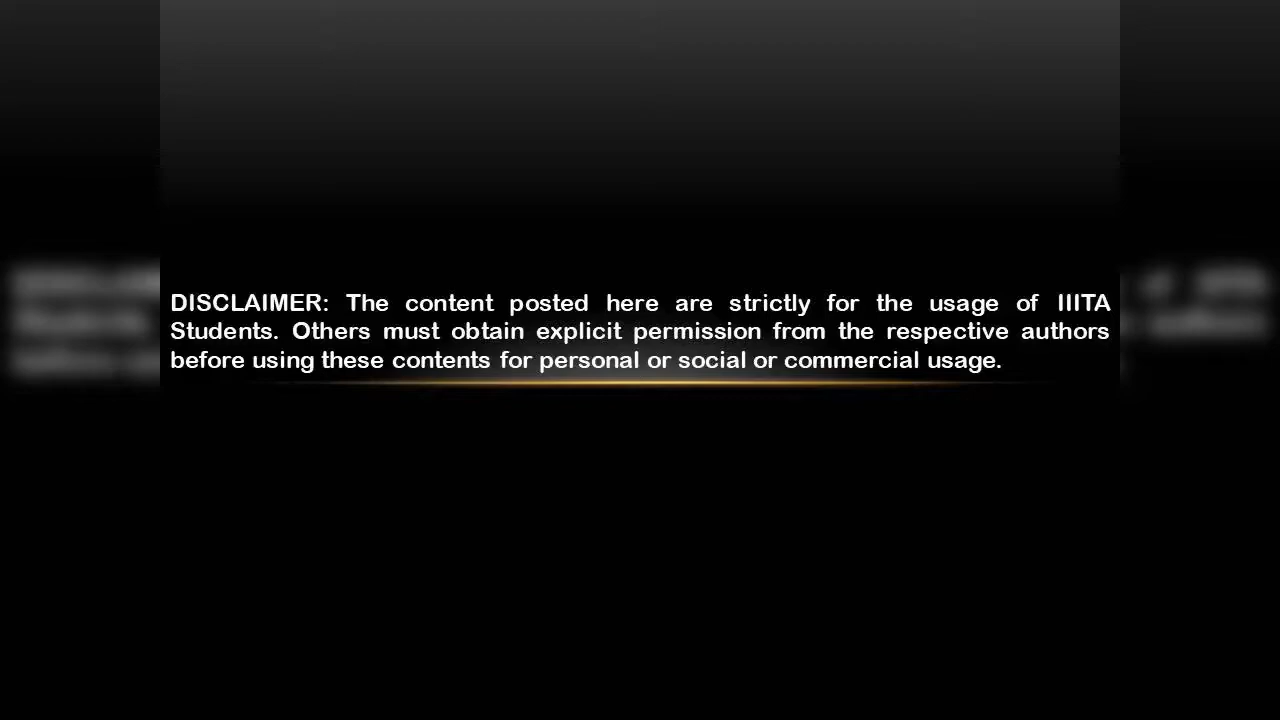 DISCLAIMER: The content posted here are strictly for the usage of IIITA
Students. Others must obtain explicit permission from the respective authors
before using these contents for personal or social or commercial usage.